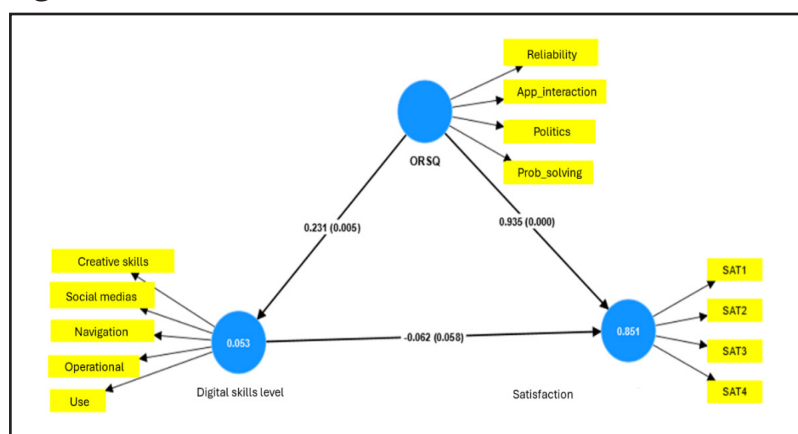 Reliability
App_interaction
Politics
Prob_solving
ORSQ
0.231 (0.005)
0.935 (0.000)
Creative skills
Social medias
Navigation
Operational
Use
0.053
Digital skills level
-0.062 (0.058)
0.851
Satisfaction
SAT1
SAT2
SAT3
SAT4